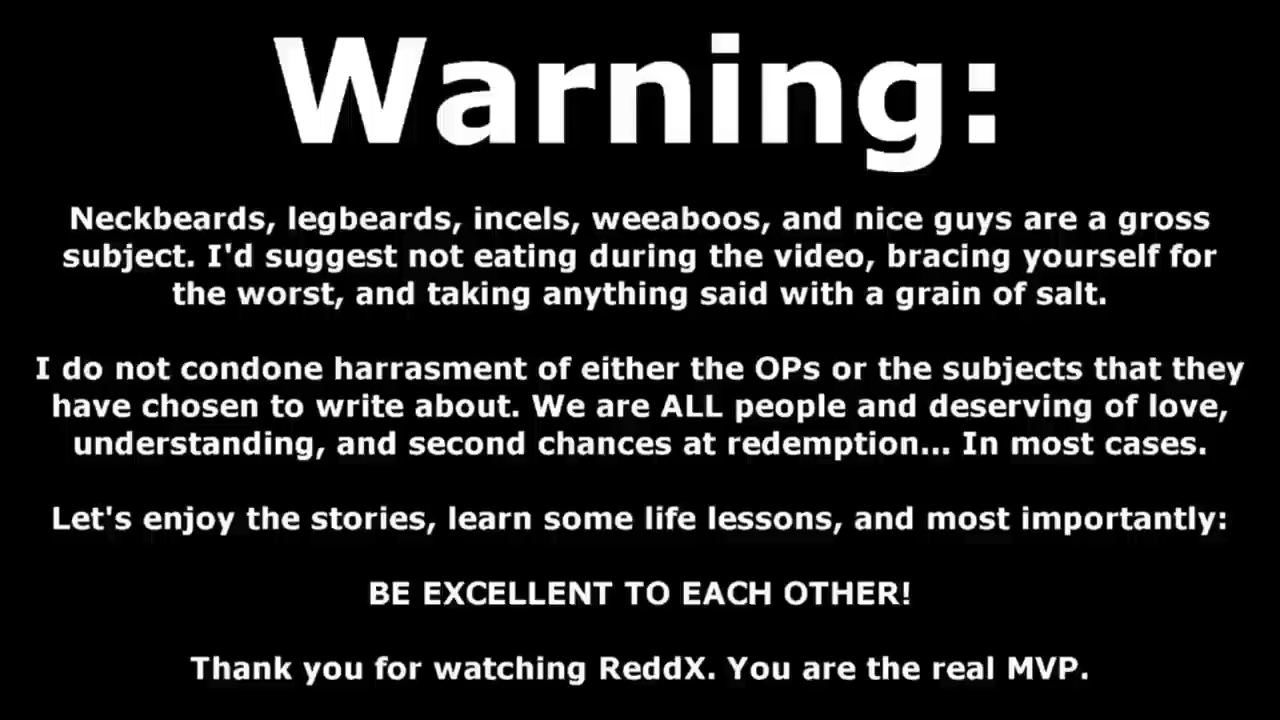 Warning:
Neckbeards, legbeards, incels, weeaboos, and nice guys are a gross
subject. I'd suggest not eating during the video, bracing yourself for
the worst, and taking anything said with a grain of salt.
I do not condone harrasment of either the OPs or the subjects that they
have chosen to write about. We are ALL people and deserving of love,
understanding, and second chances at redemption... In most cases.
Let's enjoy the stories, learn some life lessons, and most importantly:
BE EXCELLENT TO EACH OTHER!
Thank you for watching ReddX. You are the real MVP.